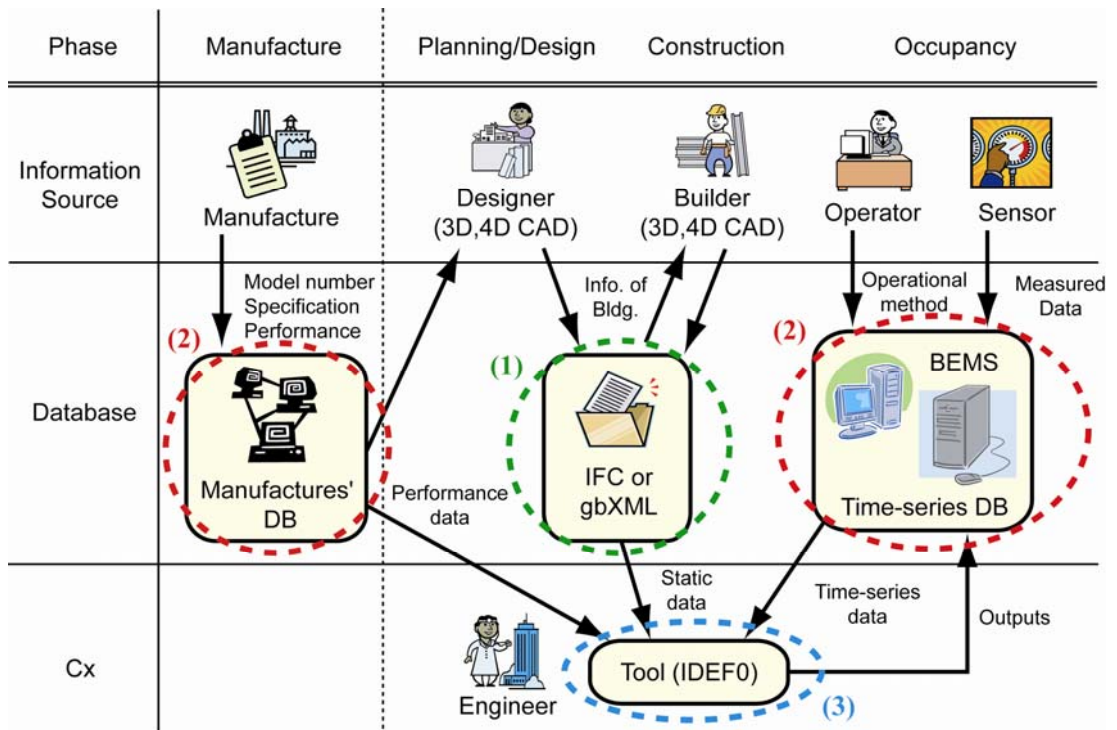 Phase
Manufacture
Planning/Design
Construction
Occupancy
Information
Source
Manufacture
Designer
(3D,4D CAD)
Builder
(3D,4D CAD)
Operator
Sensor
Database
Model number
Specification
Performance
Info. of
Bldg.
Operational
method
Measured
Data
(2)
(1)
(2)
Manufactures'
DB
Performance
data
IFC or
gbXML
BEMS
Time-series DB
Cx
Static
data
Time-series
data
Outputs
Engineer
Tool (IDEF0)
(3)